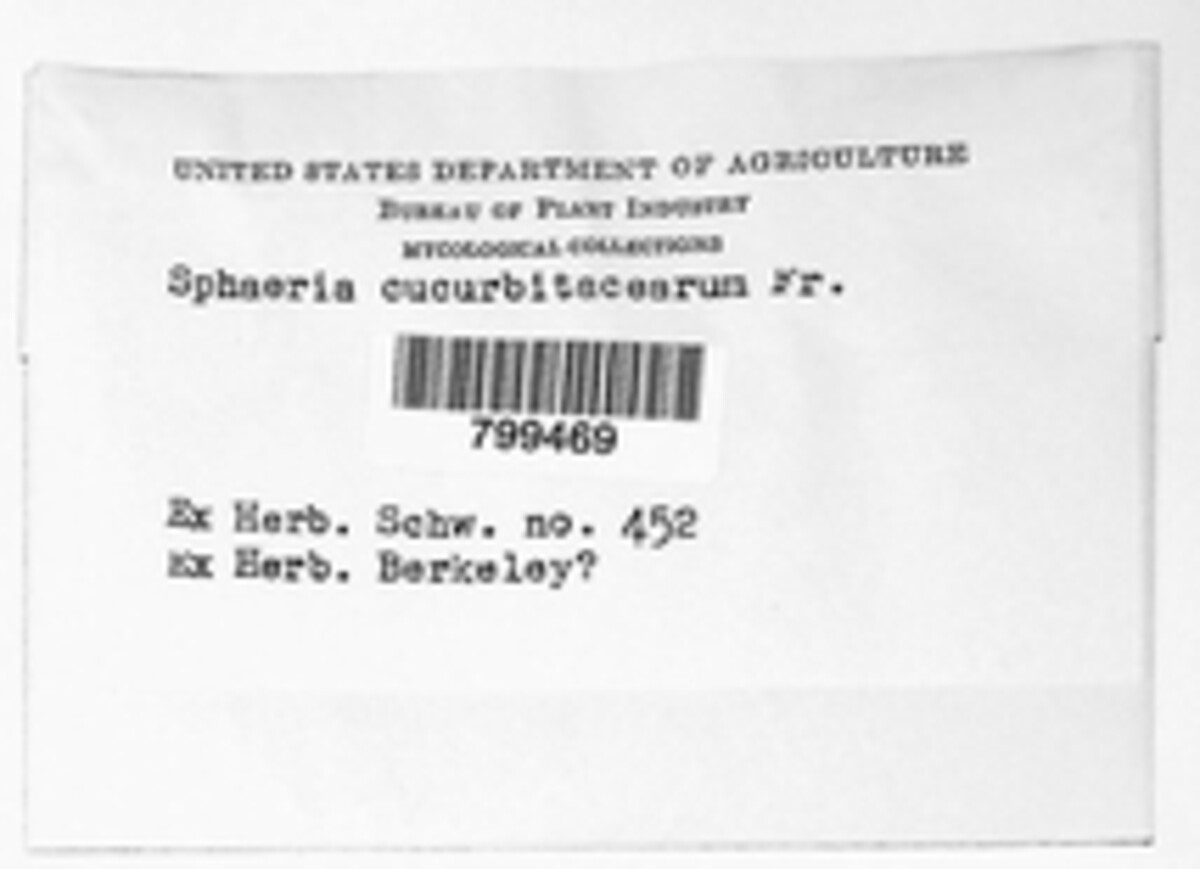 UNITED STATES DEPARTMENT OF AGRICULTURE
BUREAU OF PLANT INDUSTRY
MYCOLOGICAL COLLECTIONS
Sphaeria cucurbitacearum Fr.
799469
Ex Herb. Schw. no. 452
Ex Herb. Berkeley?